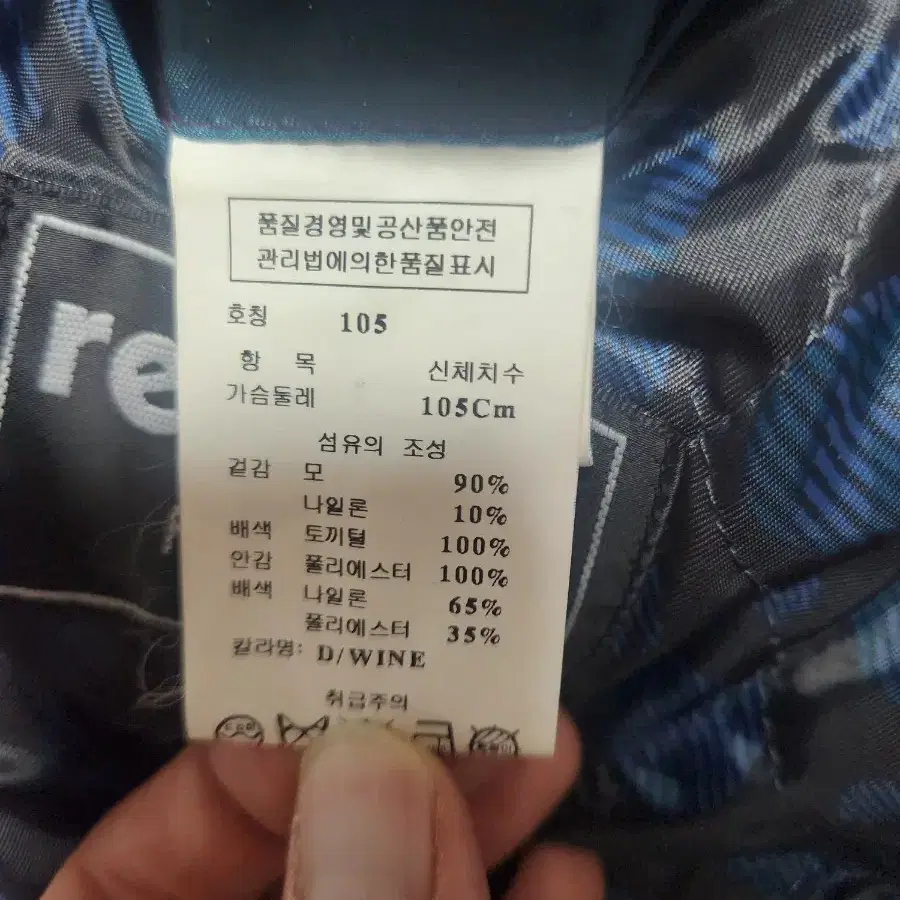 품질경영및공산품안전
관리법에의한품질표시
호칭 105
항 목 신체치수
가슴둘레 105Cm
섬유의 조성
겉감 모 90%
나일론 10%
배색 토끼털 100%
안감 폴리에스터 100%
배색 나일론 65%
폴리에스터 35%
칼라명: D/WINE
취급주의
re